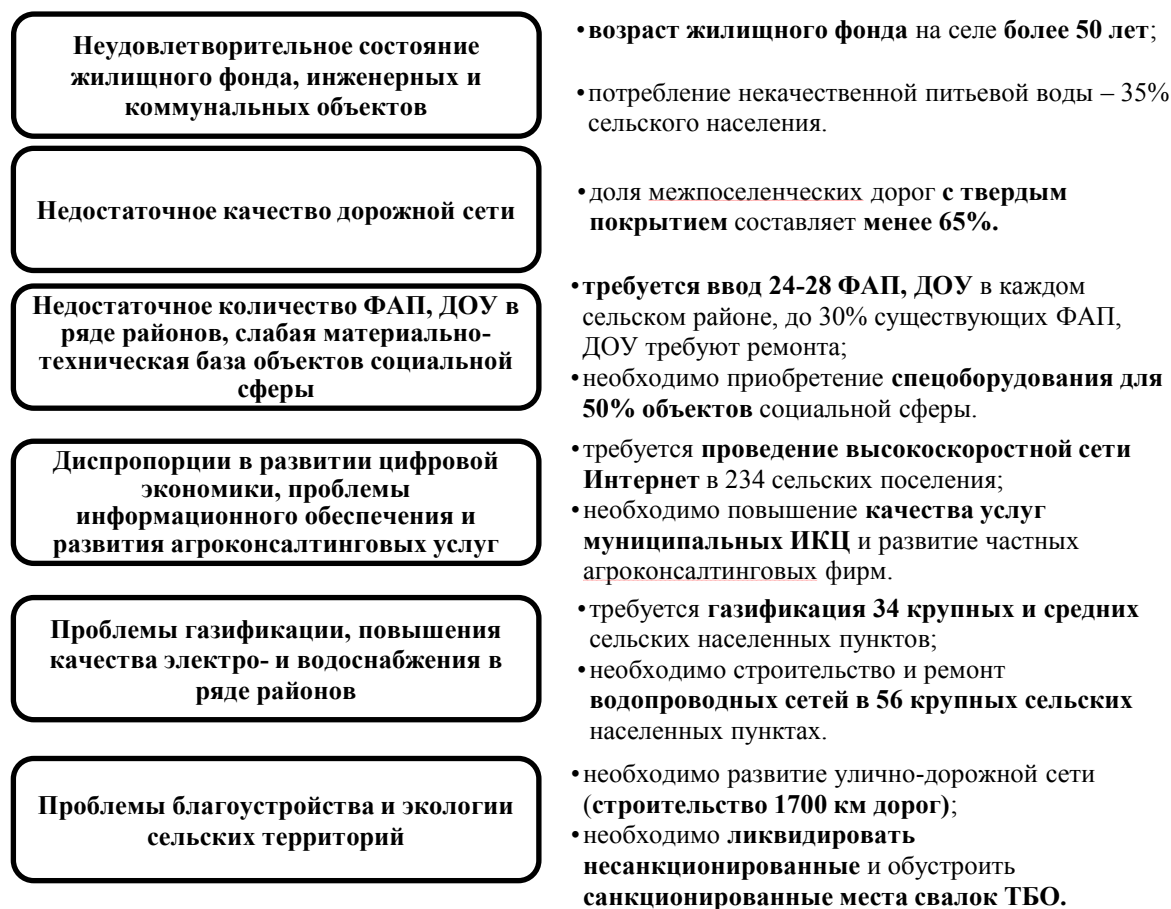 Неудовлетворительное состояние
жилищного фонда, инженерных и
коммунальных объектов
•возраст жилищного фонда на селе более 50 лет;
•потребление некачественной питьевой воды – 35%
сельского населения.
Недостаточное качество дорожной сети
•доля межпоселенческих дорог с твердым
покрытием составляет менее 65%.
Недостаточное количество ФАП, ДОУ в
ряде районов, слабая материально-
техническая база объектов социальной
сферы
•требуется ввод 24-28 ФАП, ДОУ в каждом
сельском районе, до 30% существующих ФАП,
ДОУ требуют ремонта;
•необходимо приобретение спецоборудования для
50% объектов социальной сферы.
Диспропорции в развитии цифровой
экономики, проблемы
информационного обеспечения и
развития агроконсалтинговых услуг
•требуется проведение высокоскоростной сети
Интернет в 234 сельских поселения;
•необходимо повышение качества услуг
муниципальных ИКЦ и развитие частных
агроконсалтинговых фирм.
Проблемы газификации, повышения
качества электро- и водоснабжения в
ряде районов
•требуется газификация 34 крупных и средних
сельских населенных пунктов;
•необходимо строительство и ремонт
водопроводных сетей в 56 крупных сельских
населенных пунктах.
Проблемы благоустройства и экологии
сельских территорий
•необходимо развитие улично-дорожной сети
(строительство 1700 км дорог);
•необходимо ликвидировать
несанкционированные и обустроить
санкционированные места свалок ТБО.